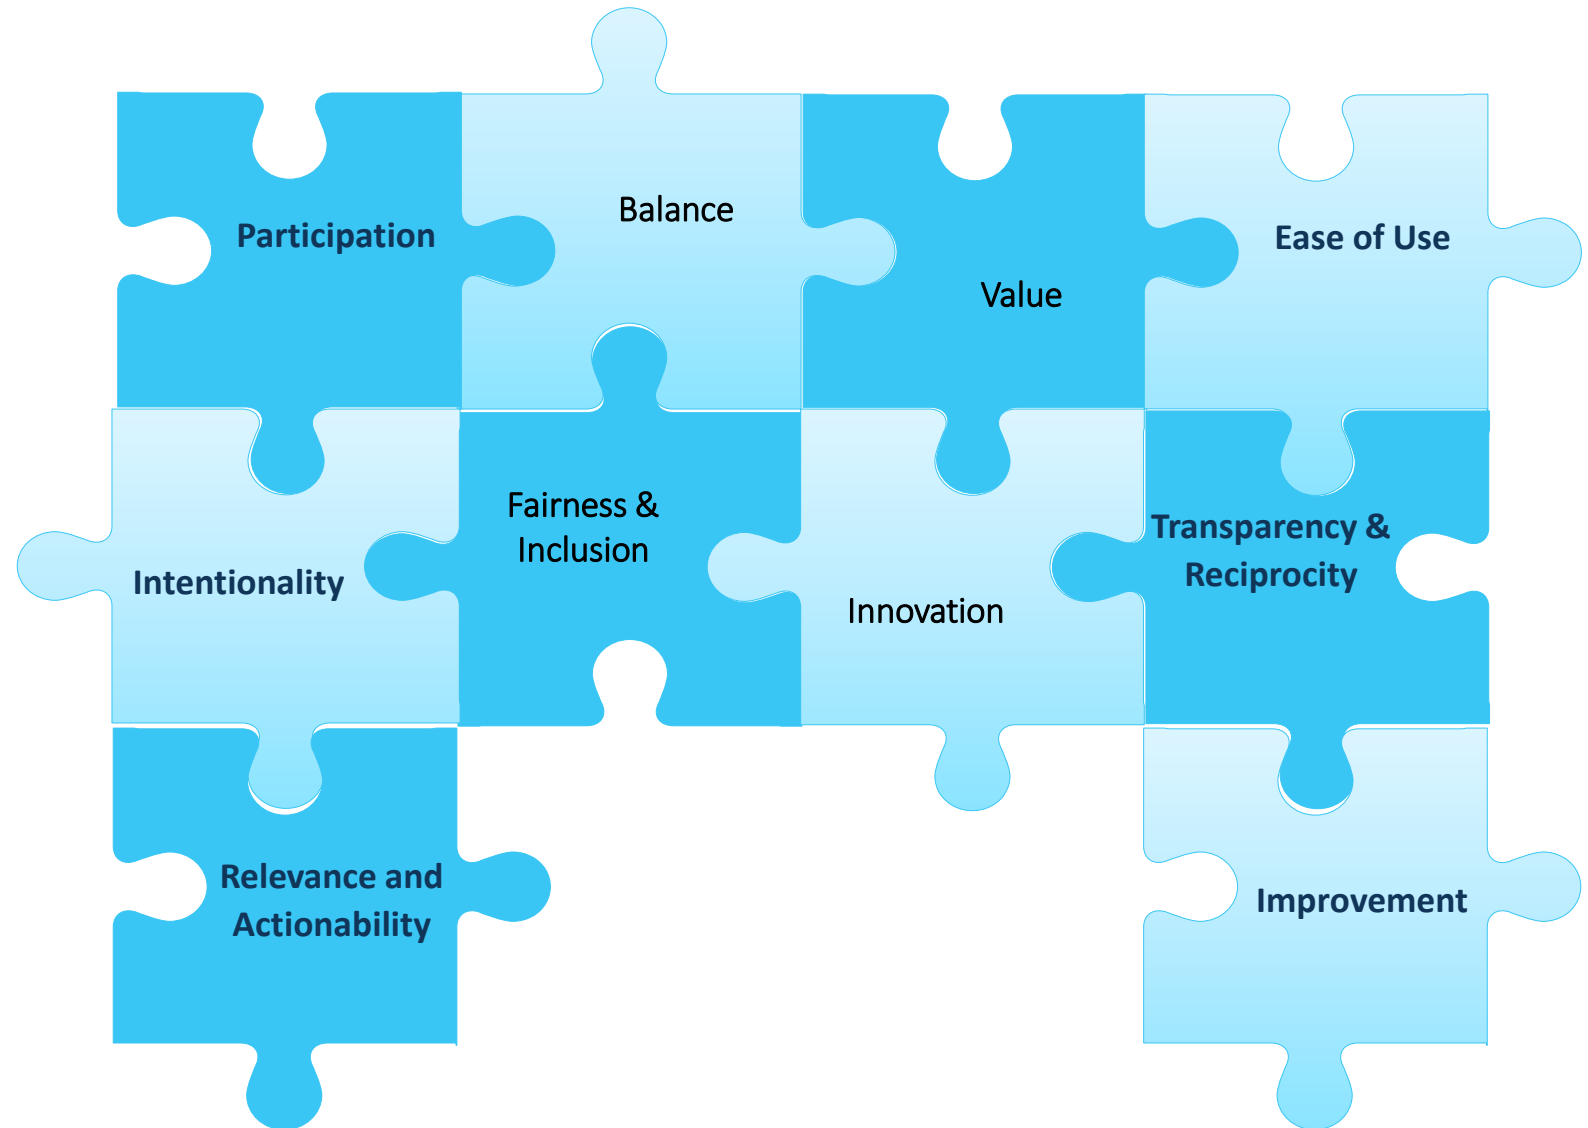 Participation
Balance
Value
Ease of Use
Intentionality
Fairness &
Inclusion
Innovation
Transparency &
Reciprocity
Relevance and
Actionability
Improvement